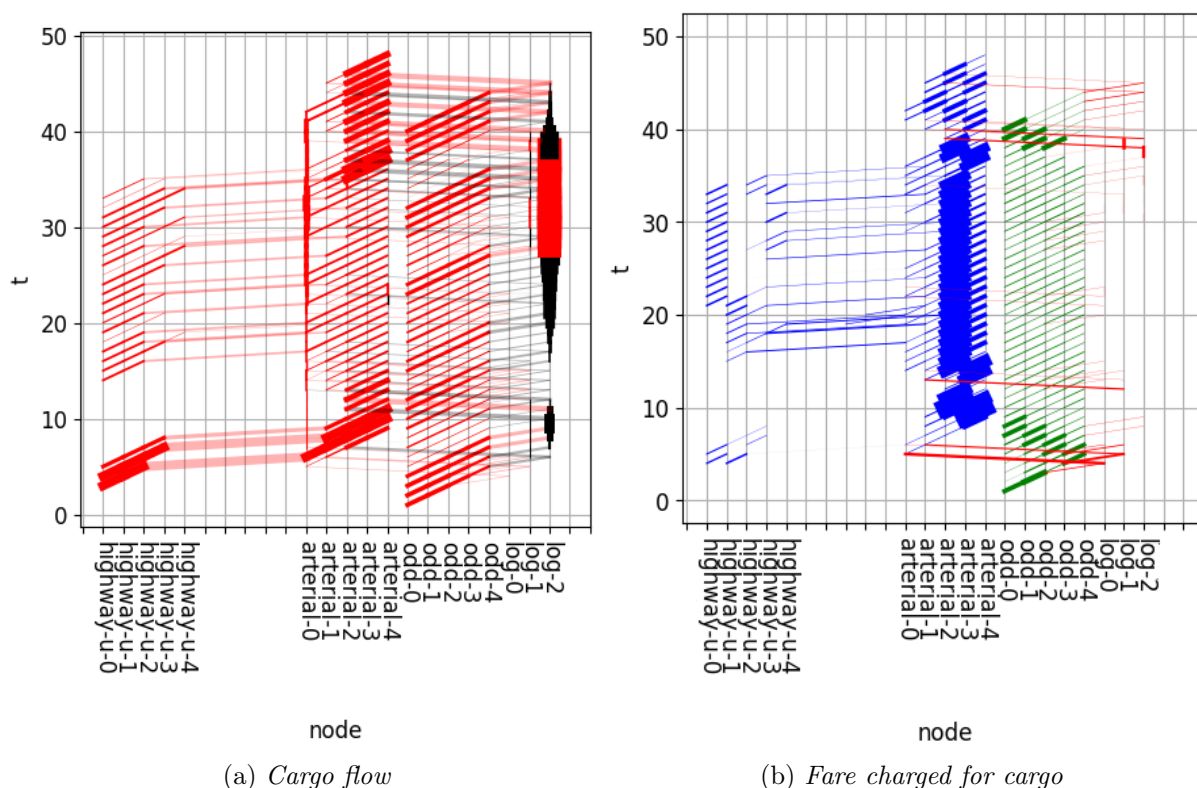 50
40
30
20
10
0
t
highway-u-0
highway-u-1
highway-u-2
highway-u-3
highway-u-4
arterial-0
arterial-1
arterial-2
arterial-3
arterial-4
odd-0
odd-1
odd-2
odd-3
odd-4
log-0
log-1
log-2
node
(a) Cargo flow
50
40
30
20
10
0
t
highway-u-0
highway-u-1
highway-u-2
highway-u-3
highway-u-4
arterial-0
arterial-1
arterial-2
arterial-3
arterial-4
odd-0
odd-1
odd-2
odd-3
odd-4
log-0
log-1
log-2
node
(b) Fare charged for cargo